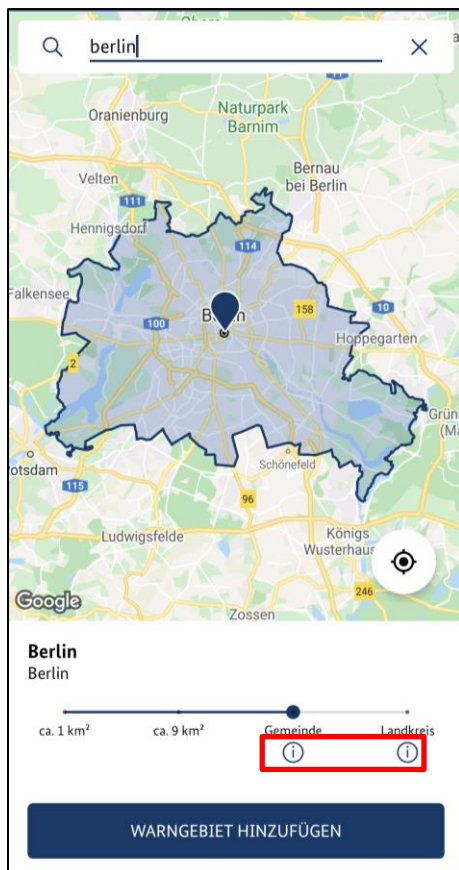 berlin
Oranienburg
Naturpark
Barnim
Velten
Bernau
bei Berlin
111
Hennigsdorf
114
Falkensee
158
10
100
Hoppegarten
2
Potsdam
Schönefeld
115
96
Ludwigsfelde
Königs
246
Google
Zossen
Berlin
Berlin
ca. 1 km² ca. 9 km² Gemeinde Landkreis
i i
WARNGEBIET HINZUFÜGEN